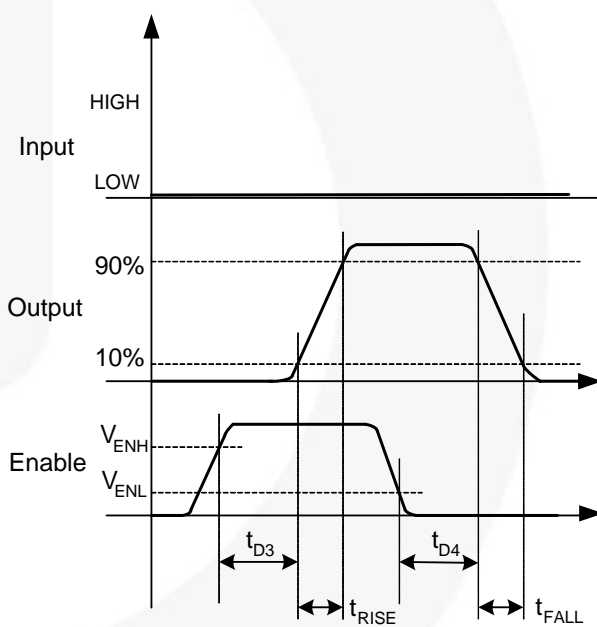 HIGH
Input
LOW
90%
Output
10%
V_ENH
Enable
V_ENL
t_D3
t_D4
t_RISE
t_FALL